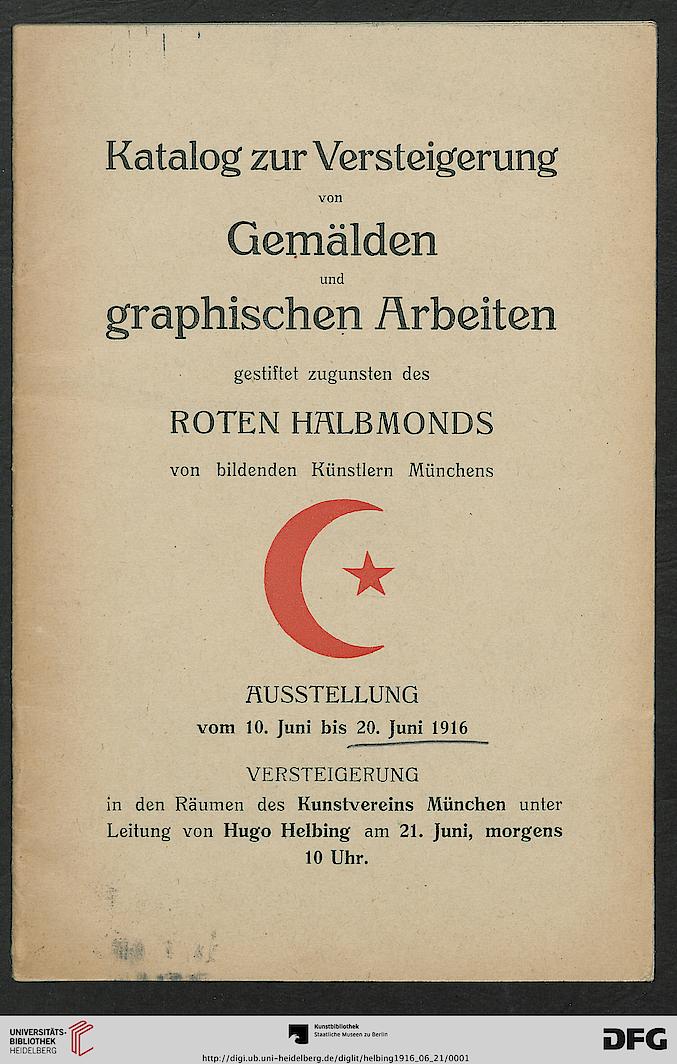 Katalog zur Versteigerung
von
Gemälden
und
graphischen Arbeiten
gestiftet zugunsten des
ROTEN HALBMONDS
von bildenden Künstlern Münchens
AUSSTELLUNG
vom 10. Juni bis 20. Juni 1916
VERSTEIGERUNG
in den Räumen des Kunstvereins München unter
Leitung von Hugo Helbing am 21. Juni, morgens
10 Uhr.
UNIVERSITÄTS-
BIBLIOTHEK
HEIDELBERG
Kunstbibliothek
Staatliche Museen zu Berlin
http://digi.ub.uni-heidelberg.de/diglit/helbing1916_06_21/0001
DFG